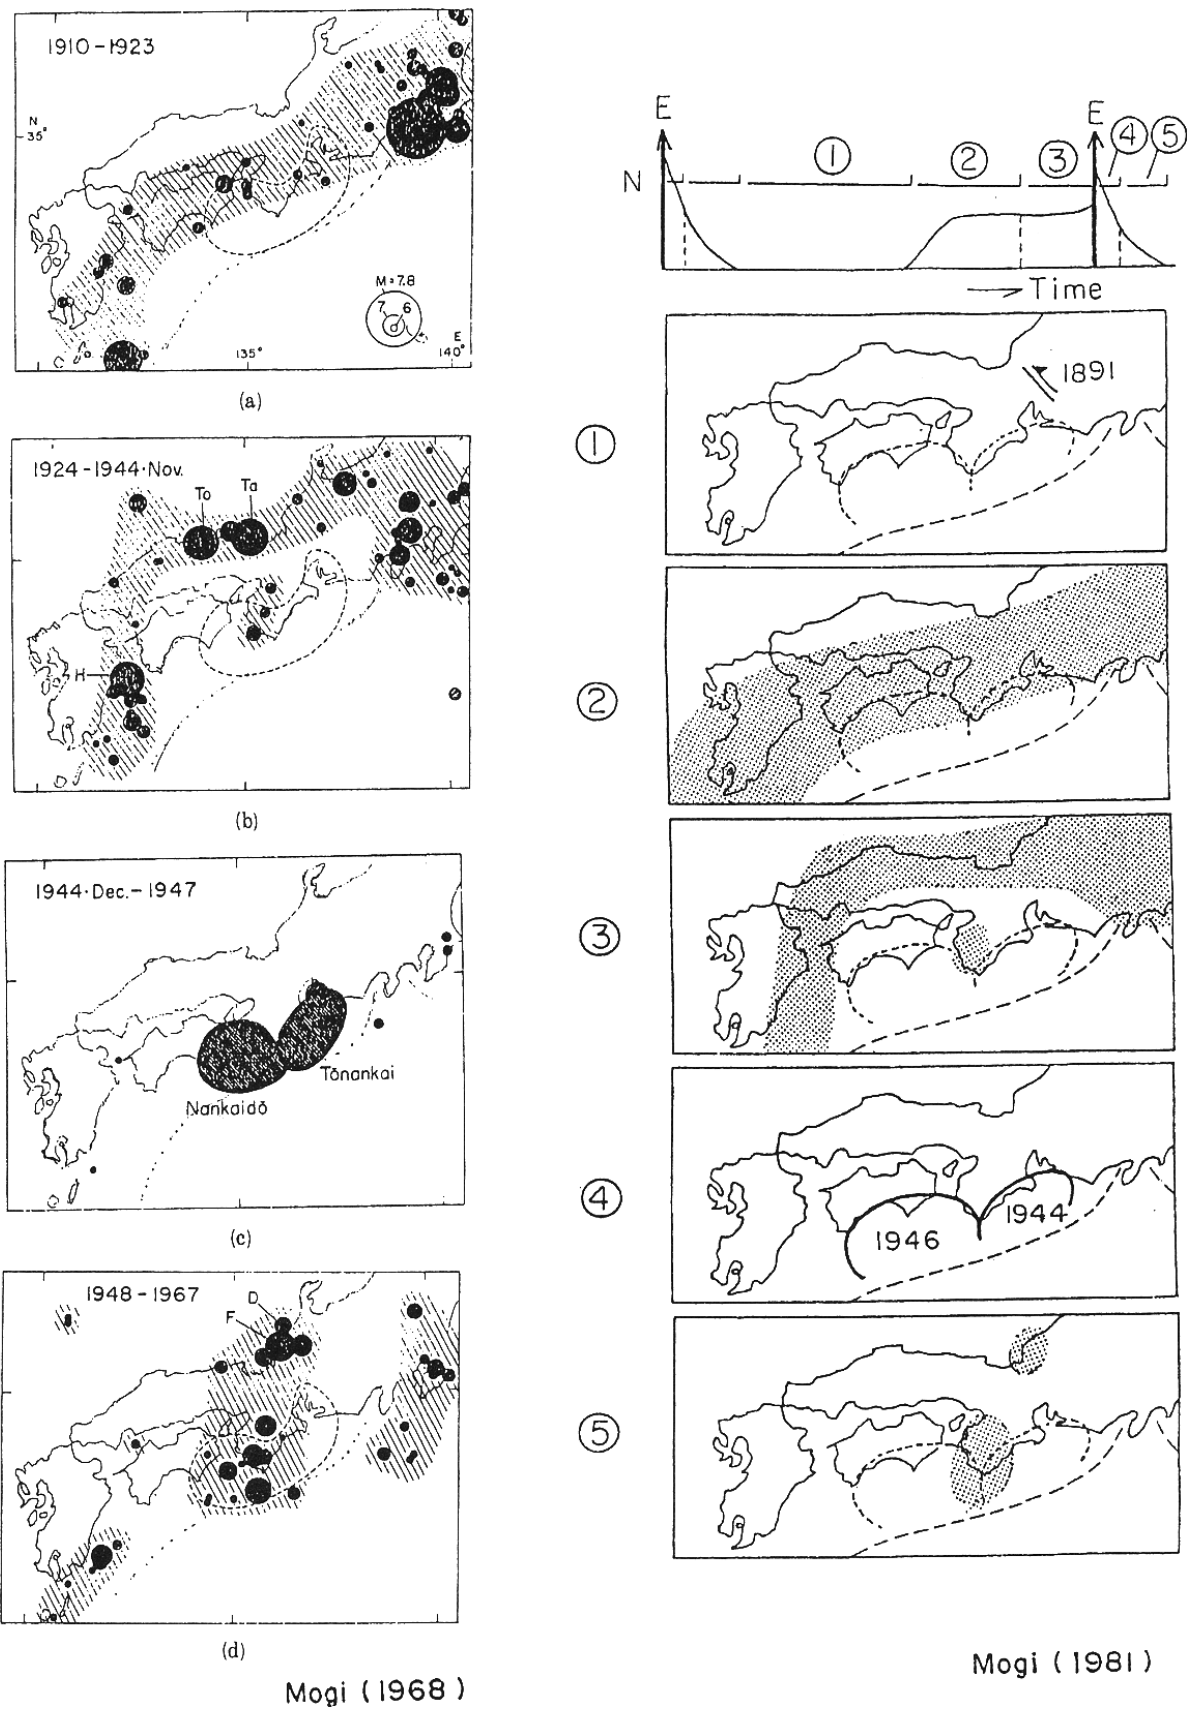 1910-1923
N
35°
M=7.8
7 6
E
135° 140°
(a)
1924-1944·Nov.
To Ta
H
(b)
1944·Dec.-1947
Tōnankai
Nankaidō
(c)
1948-1967
D
F
(d)
Mogi (1968)
E
E
N
① ② ③ ④ ⑤
→ Time
①
1891
②
③
④
1946
1944
⑤
Mogi (1981)